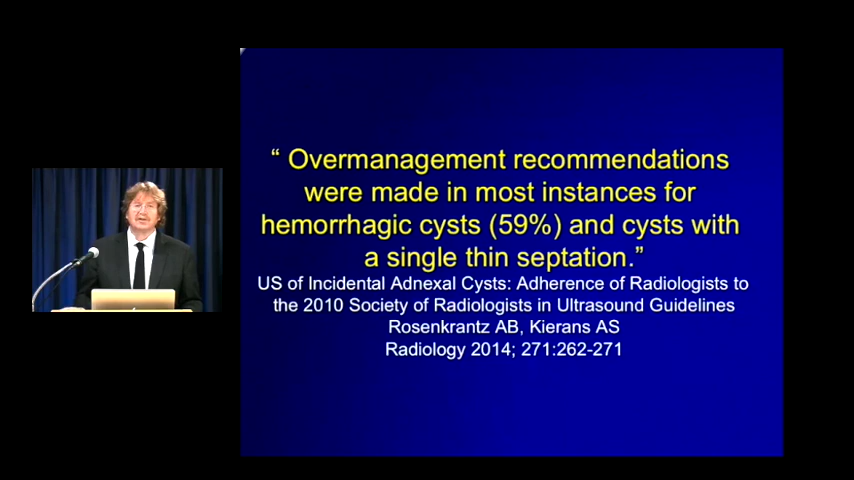 “ Overmanagement recommendations
were made in most instances for
hemorrhagic cysts (59%) and cysts with
a single thin septation.”
US of Incidental Adnexal Cysts: Adherence of Radiologists to
the 2010 Society of Radiologists in Ultrasound Guidelines
Rosenkrantz AB, Kierans AS
Radiology 2014; 271:262-271